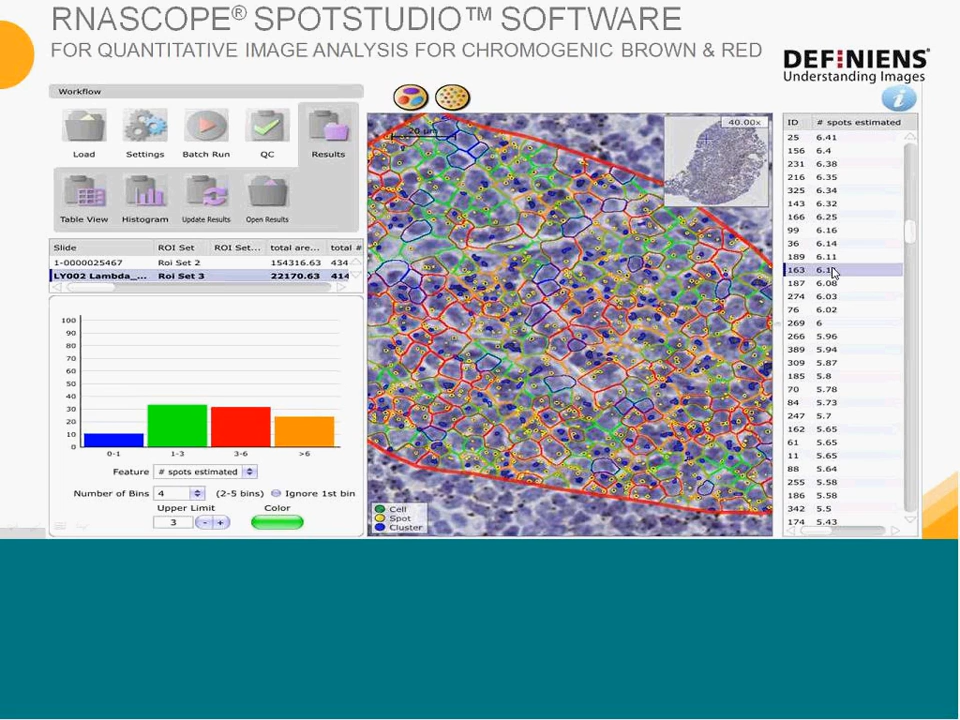 RNASCOPE® SPOTSTUDIO™ SOFTWARE
FOR QUANTITATIVE IMAGE ANALYSIS FOR CHROMOGENIC BROWN & RED
DEFINIENS®
Understanding Images
i
Workflow
Load Settings Batch Run QC Results
Table View Histogram Update Results Open Results
Slide ROI Set ROI Set... total are... total #
1-0000025467 Roi Set 2 154316.63 434
LY002 Lambda_... Roi Set 3 22170.63 414
100
90
80
70
60
50
40
30
20
10
0
0-1 1-3 3-6 >6
Feature # spots estimated
Number of Bins 4 (2-5 bins) Ignore 1st bin
Upper Limit Color
3 - +
20 µm
40.00x
Cell
Spot
Cluster
ID # spots estimated
25 6.41
156 6.4
231 6.38
216 6.35
325 6.34
143 6.32
166 6.25
99 6.16
36 6.14
189 6.11
163
187 6.08
274 6.03
76 6.02
269 6
266 5.96
389 5.94
309 5.87
185 5.8
70 5.78
84 5.73
247 5.7
162 5.65
61 5.65
11 5.65
88 5.64
255 5.58
186 5.58
342 5.5
174 5.43